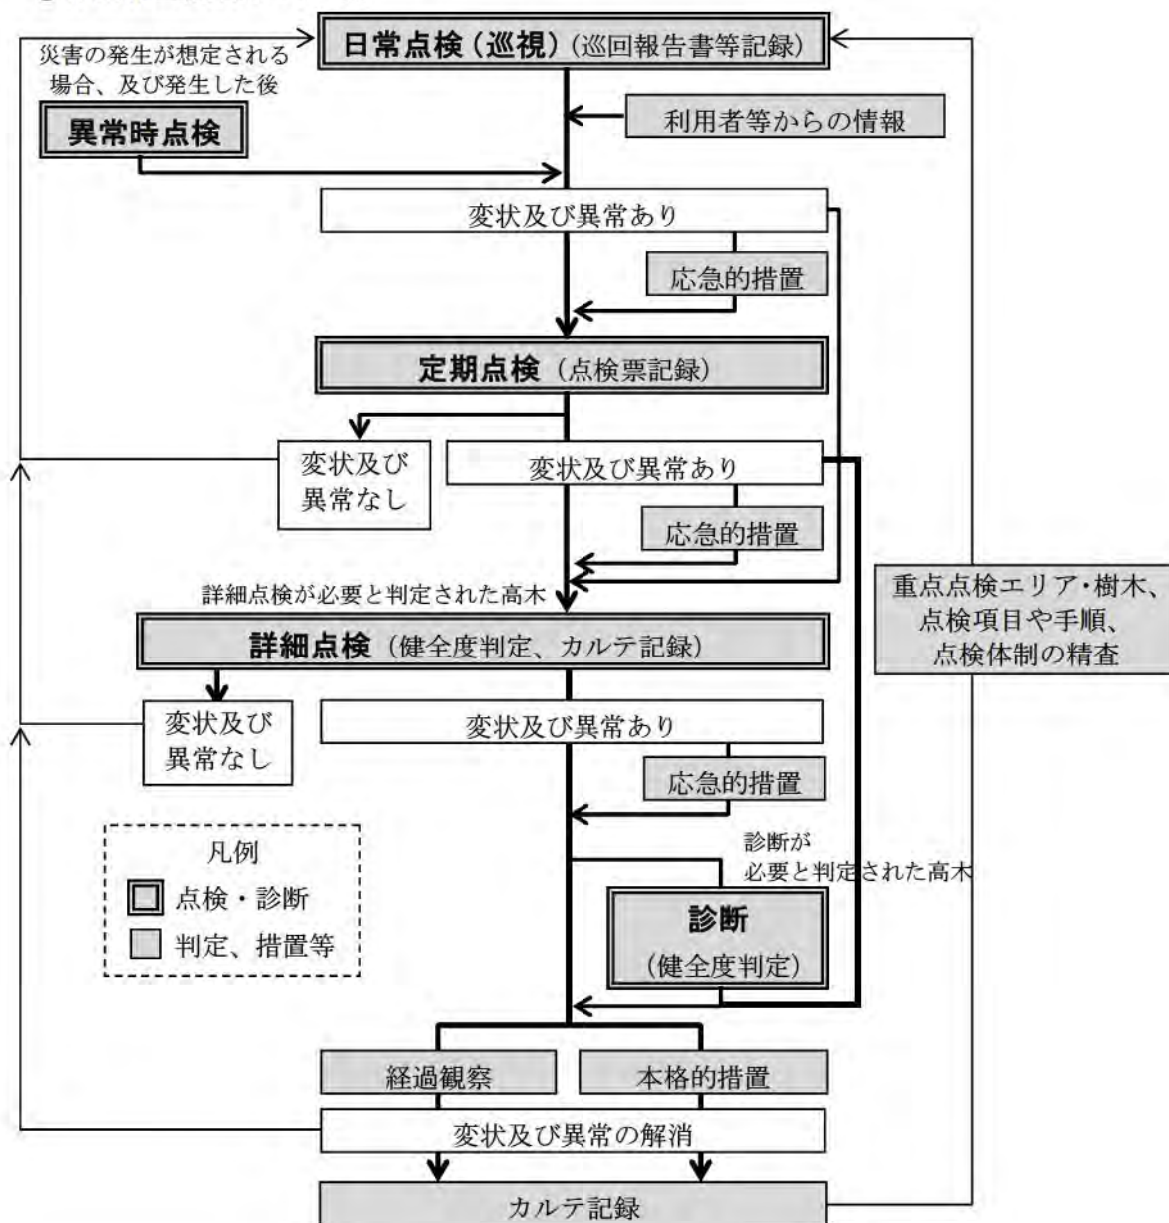 日常点検(巡視)(巡回報告書等記録)
災害の発生が想定される
場合、及び発生した後
異常時点検
利用者等からの情報
変状及び異常あり
応急的措置
定期点検(点検票記録)
変状及び
異常なし
変状及び異常あり
応急的措置
詳細点検が必要と判定された高木
重点点検エリア・樹木、
点検項目や手順、
点検体制の精査
詳細点検(健全度判定、カルテ記録)
変状及び
異常なし
変状及び異常あり
応急的措置
凡例
点検・診断
判定、措置等
診断が
必要と判定された高木
診断
(健全度判定)
経過観察
本格的措置
変状及び異常の解消
カルテ記録